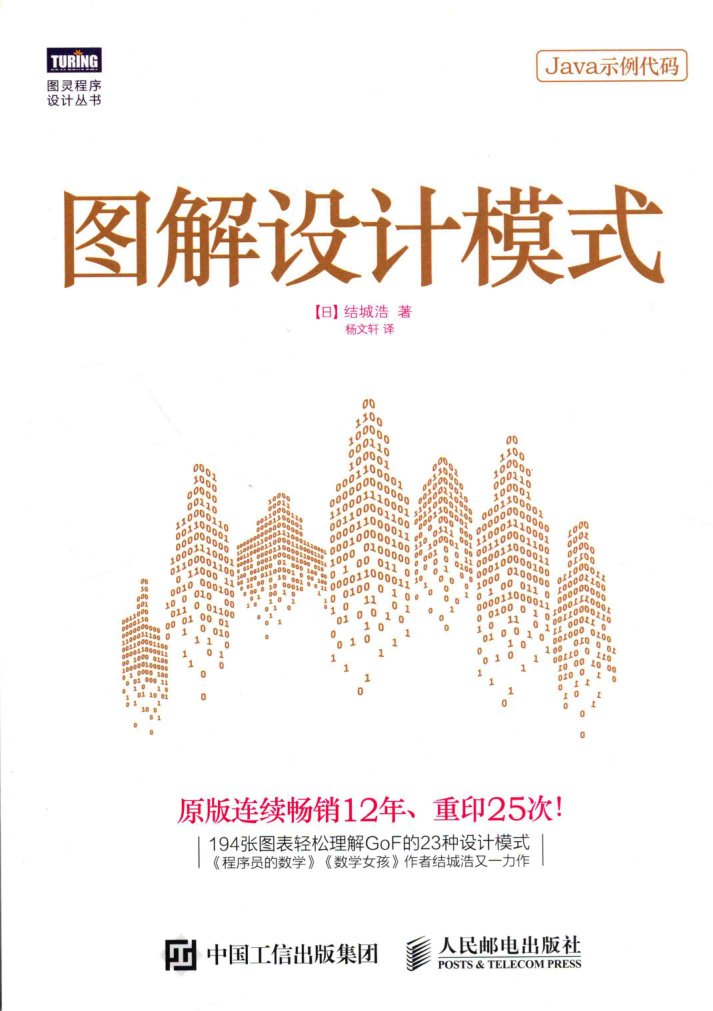 TURING
图灵程序
设计丛书
Java示例代码
图解设计模式
【日】结城浩 著
杨文轩 译
原版连续畅销12年、重印25次！
194张图表轻松理解GoF的23种设计模式
《程序员的数学》《数学女孩》作者结城浩又一力作
中国工信出版集团
人民邮电出版社
POSTS & TELECOM PRESS